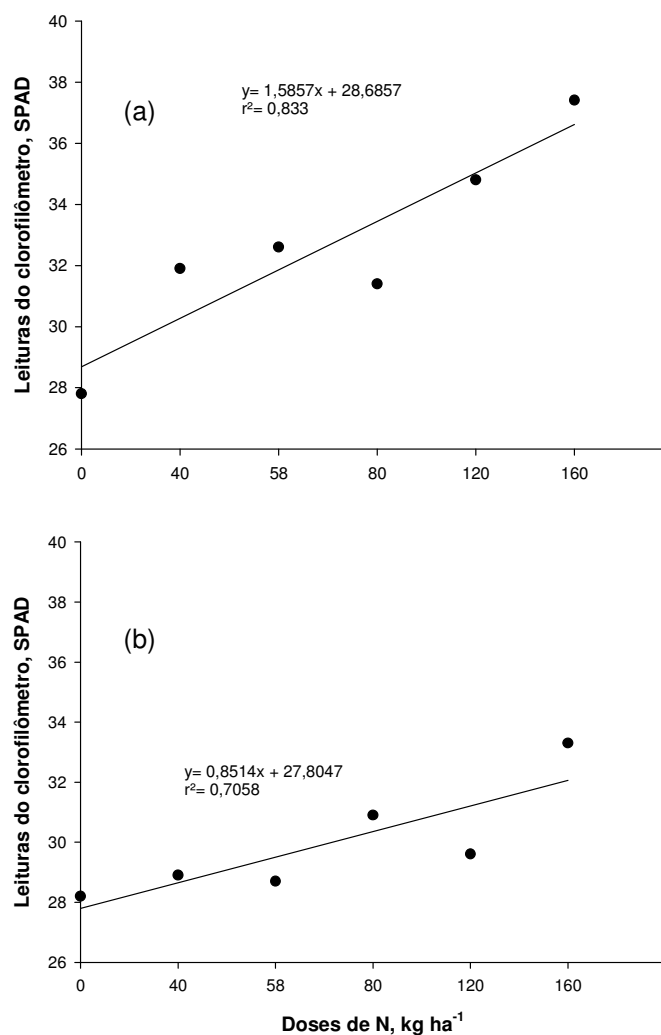 40
38
36
34
32
30
28
26
Leituras do clorofilômetro, SPAD
(a)
y= 1,5857x + 28,6857
r²= 0,833
0 40 58 80 120 160
40
38
36
34
33
30
28
26
Leituras do clorofilômetro, SPAD
(b)
y= 0,8514x + 27,8047
r²= 0,7058
0 40 58 80 120 160
Doses de N, kg ha⁻¹